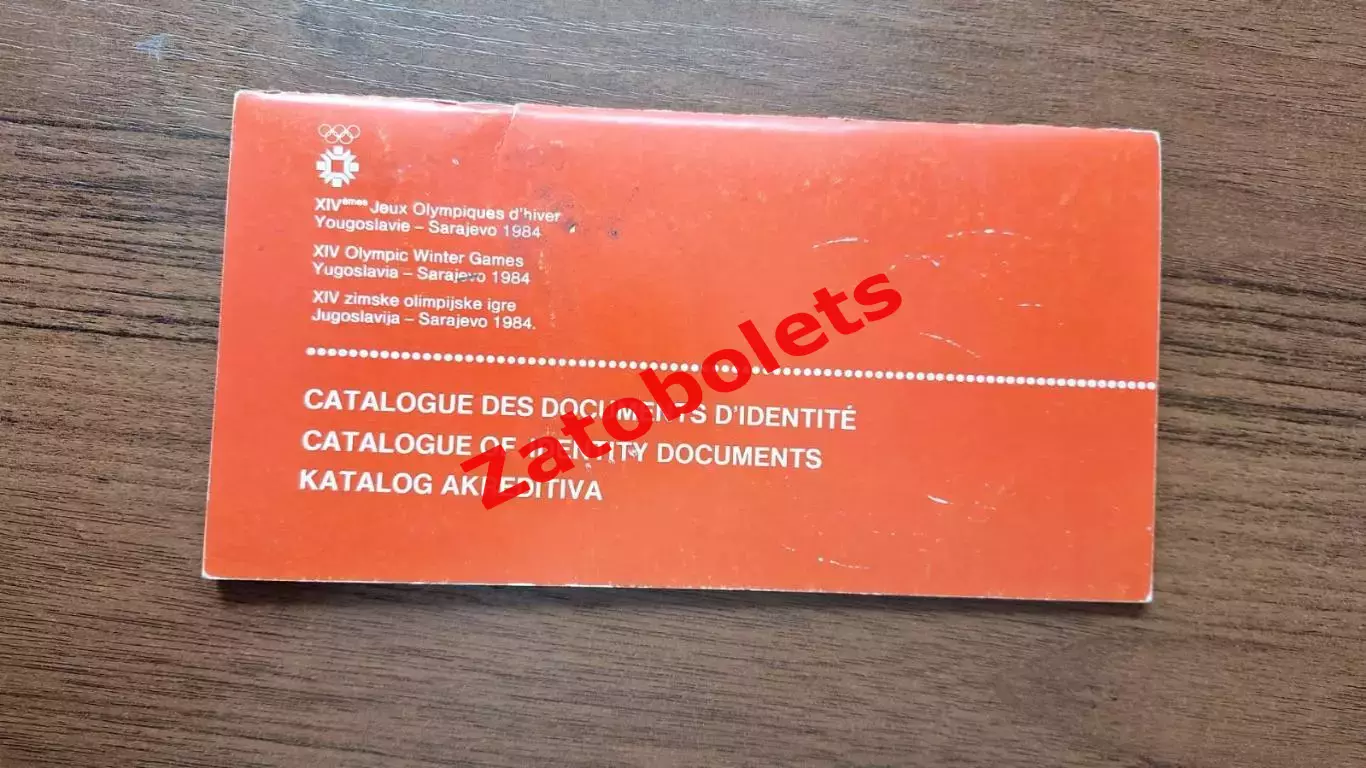 XIVèmes Jeux Olympiques d'hiver
Yougoslavie – Sarajevo 1984
XIV Olympic Winter Games
Yugoslavia – Sarajevo 1984
XIV zimske olimpijske igre
Jugoslavija – Sarajevo 1984.
CATALOGUE DES DOCUMENTS D'IDENTITÉ
CATALOGUE OF IDENTITY DOCUMENTS
KATALOG AKREDITIVA
Zatobolets